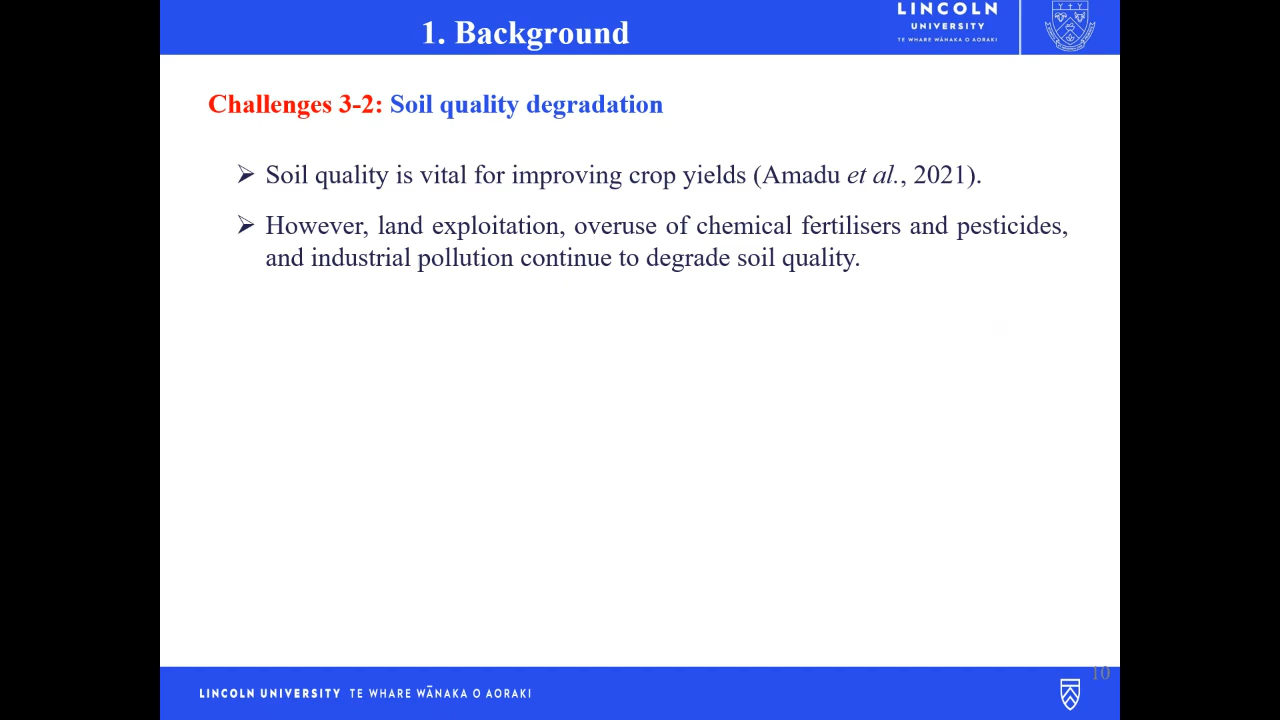 1. Background
LINCOLN
UNIVERSITY
TE WHARE WĀNAKA O AORAKI
Challenges 3-2: Soil quality degradation
➢ Soil quality is vital for improving crop yields (Amadu et al., 2021).
➢ However, land exploitation, overuse of chemical fertilisers and pesticides,
and industrial pollution continue to degrade soil quality.
10
LINCOLN UNIVERSITY TE WHARE WĀNAKA O AORAKI